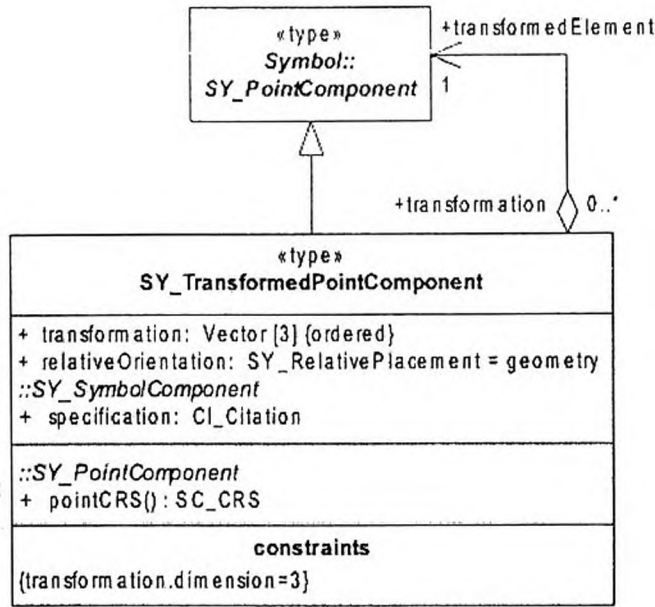 «type»
Symbol::
SY_PointComponent
+transformedElement
1
+transformation
0..*
«type»
SY_TransformedPointComponent
+ transformation: Vector [3] {ordered}
+ relativeOrientation: SY_RelativePlacement = geometry
::SY_SymbolComponent
+ specification: CI_Citation
::SY_PointComponent
+ pointCRS() : SC_CRS
constraints
{transformation.dimension=3}